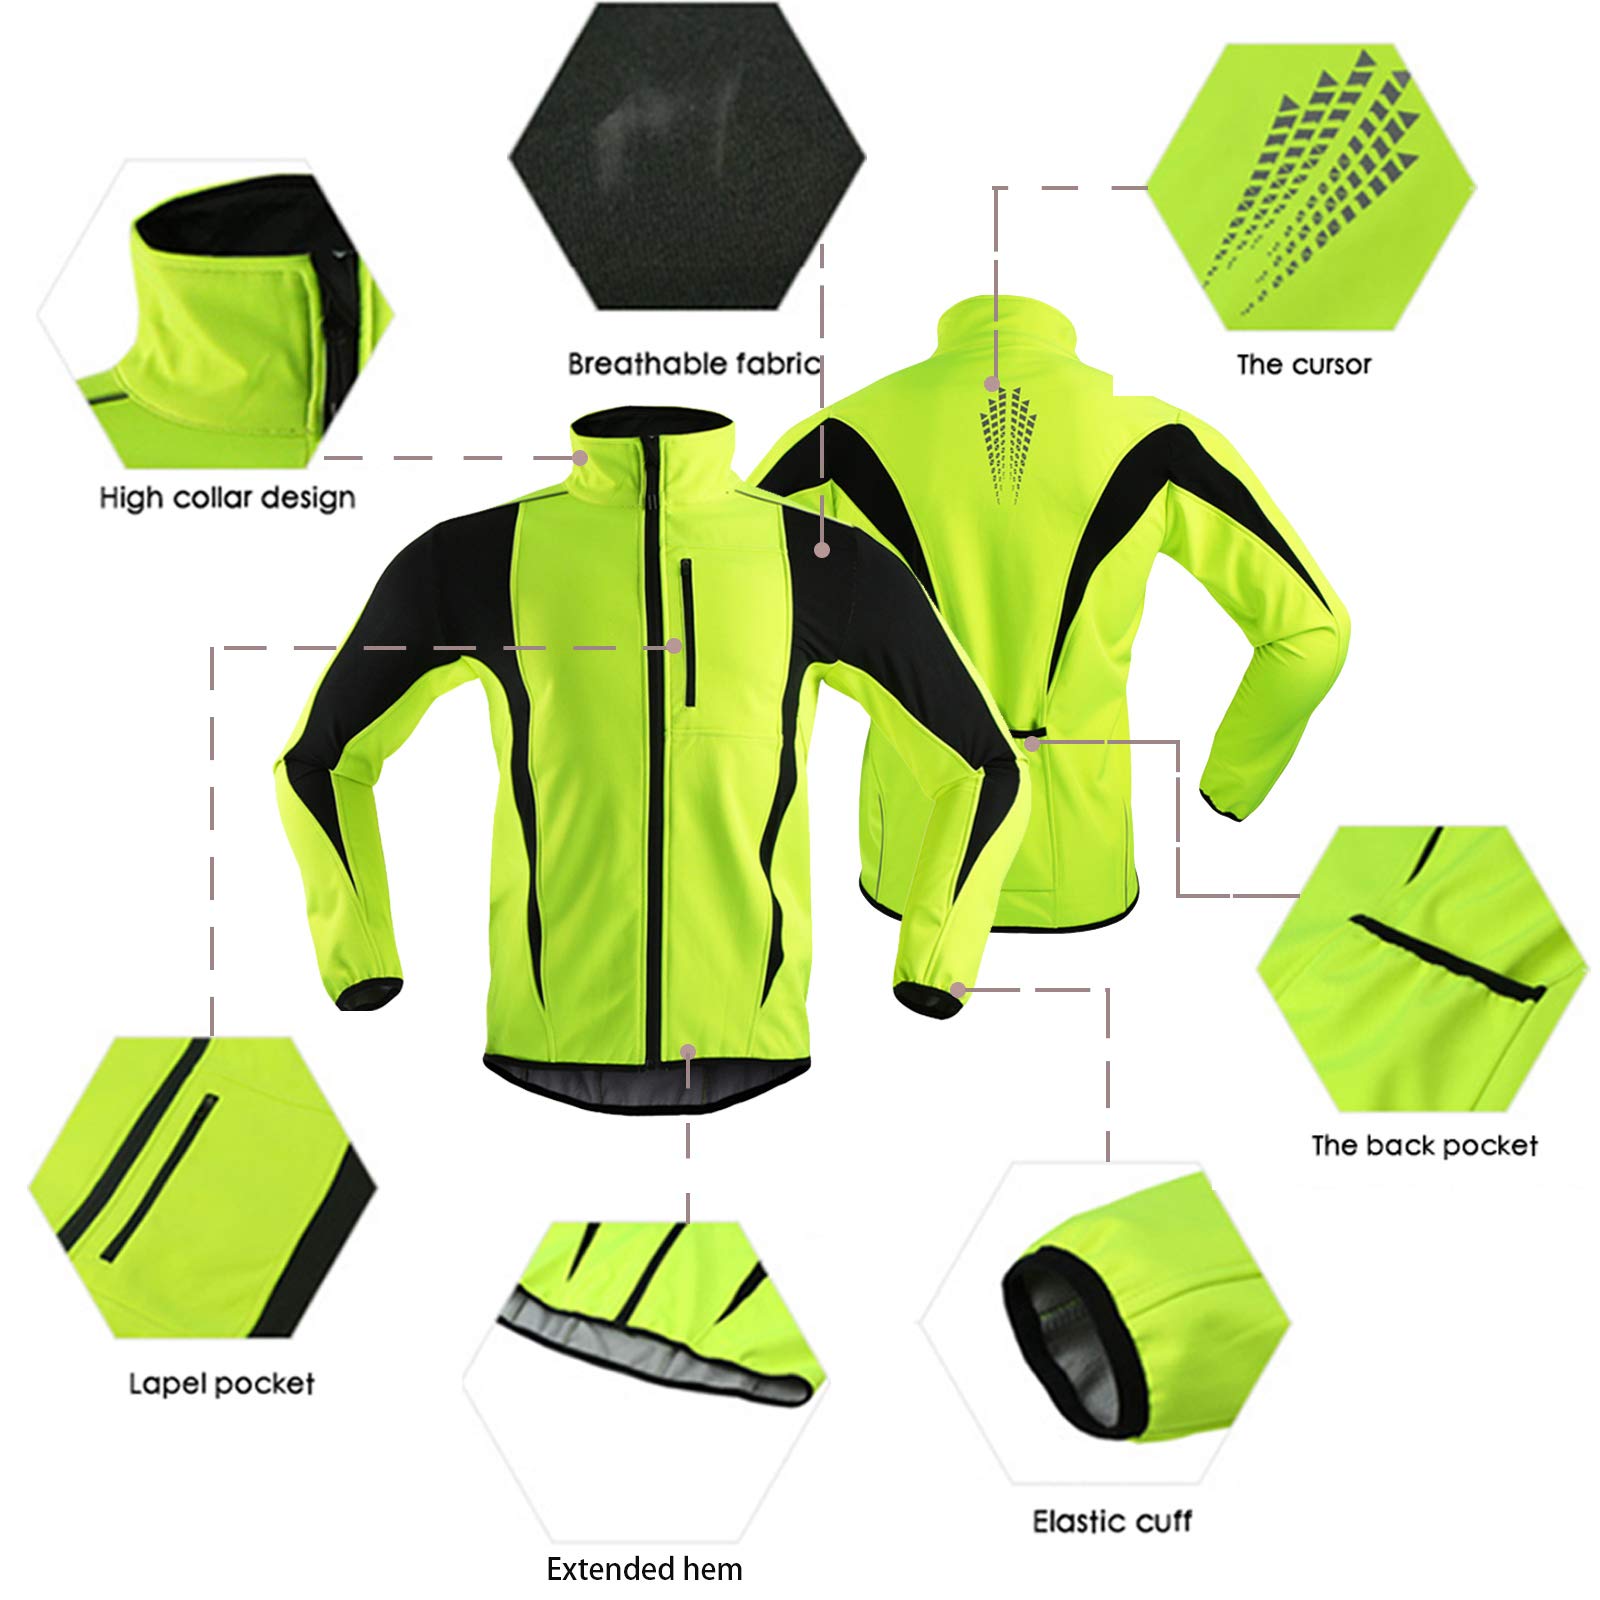 Breathable fabric
The cursor
High collar design
The back pocket
Lapel pocket
Elastic cuff
Extended hem